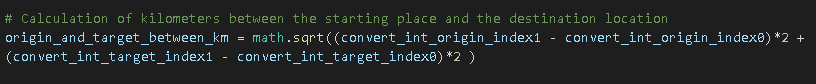 # Calculation of kilometers between the starting place and the destination location
origin_and_target_between_km = math.sqrt((convert_int_origin_index1 - convert_int_origin_index0)*2 +
(convert_int_target_index1 - convert_int_target_index0)*2 )